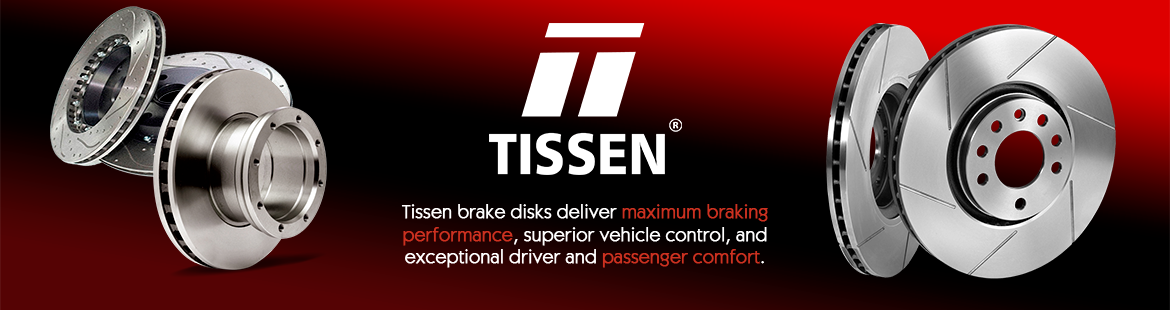 TISSEN®
Tissen brake disks deliver maximum braking
performance, superior vehicle control, and
exceptional driver and passenger comfort.